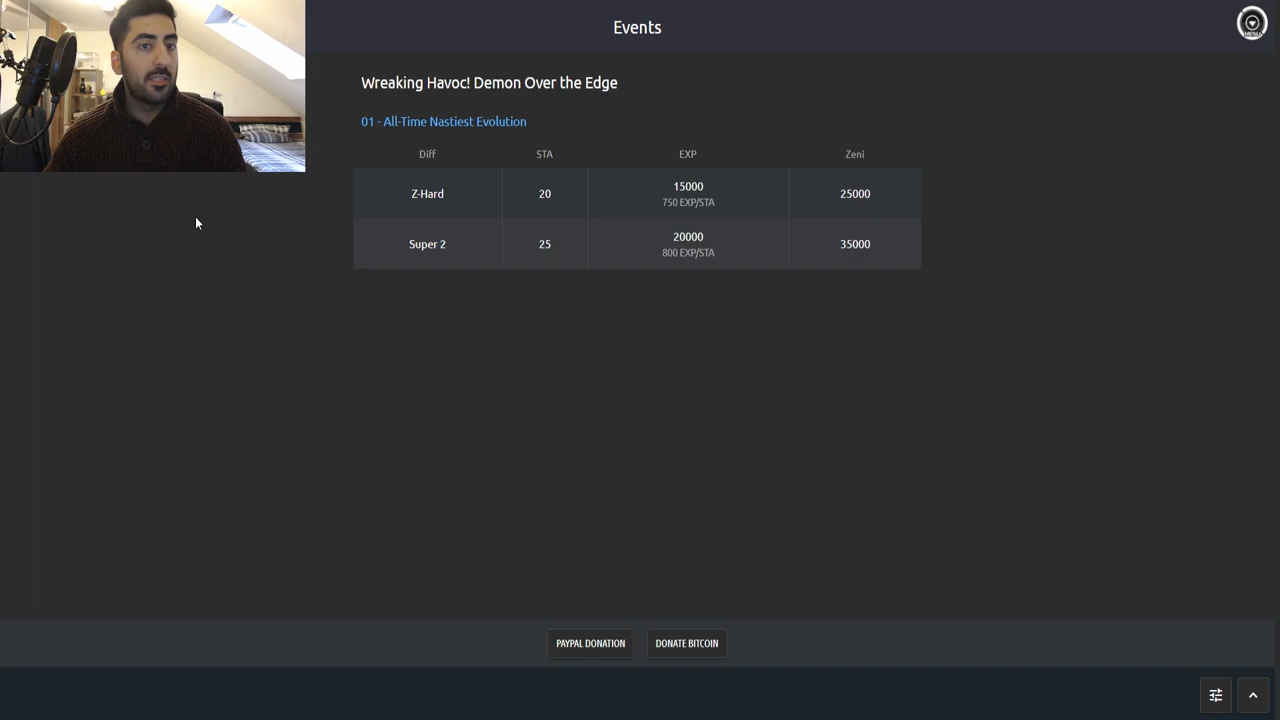 Events
MENU
Wreaking Havoc! Demon Over the Edge
01 - All-Time Nastiest Evolution
Diff STA EXP Zeni
Z-Hard 20 15000 25000
750 EXP/STA
Super 2 25 20000 35000
800 EXP/STA
PAYPAL DONATION DONATE BITCOIN